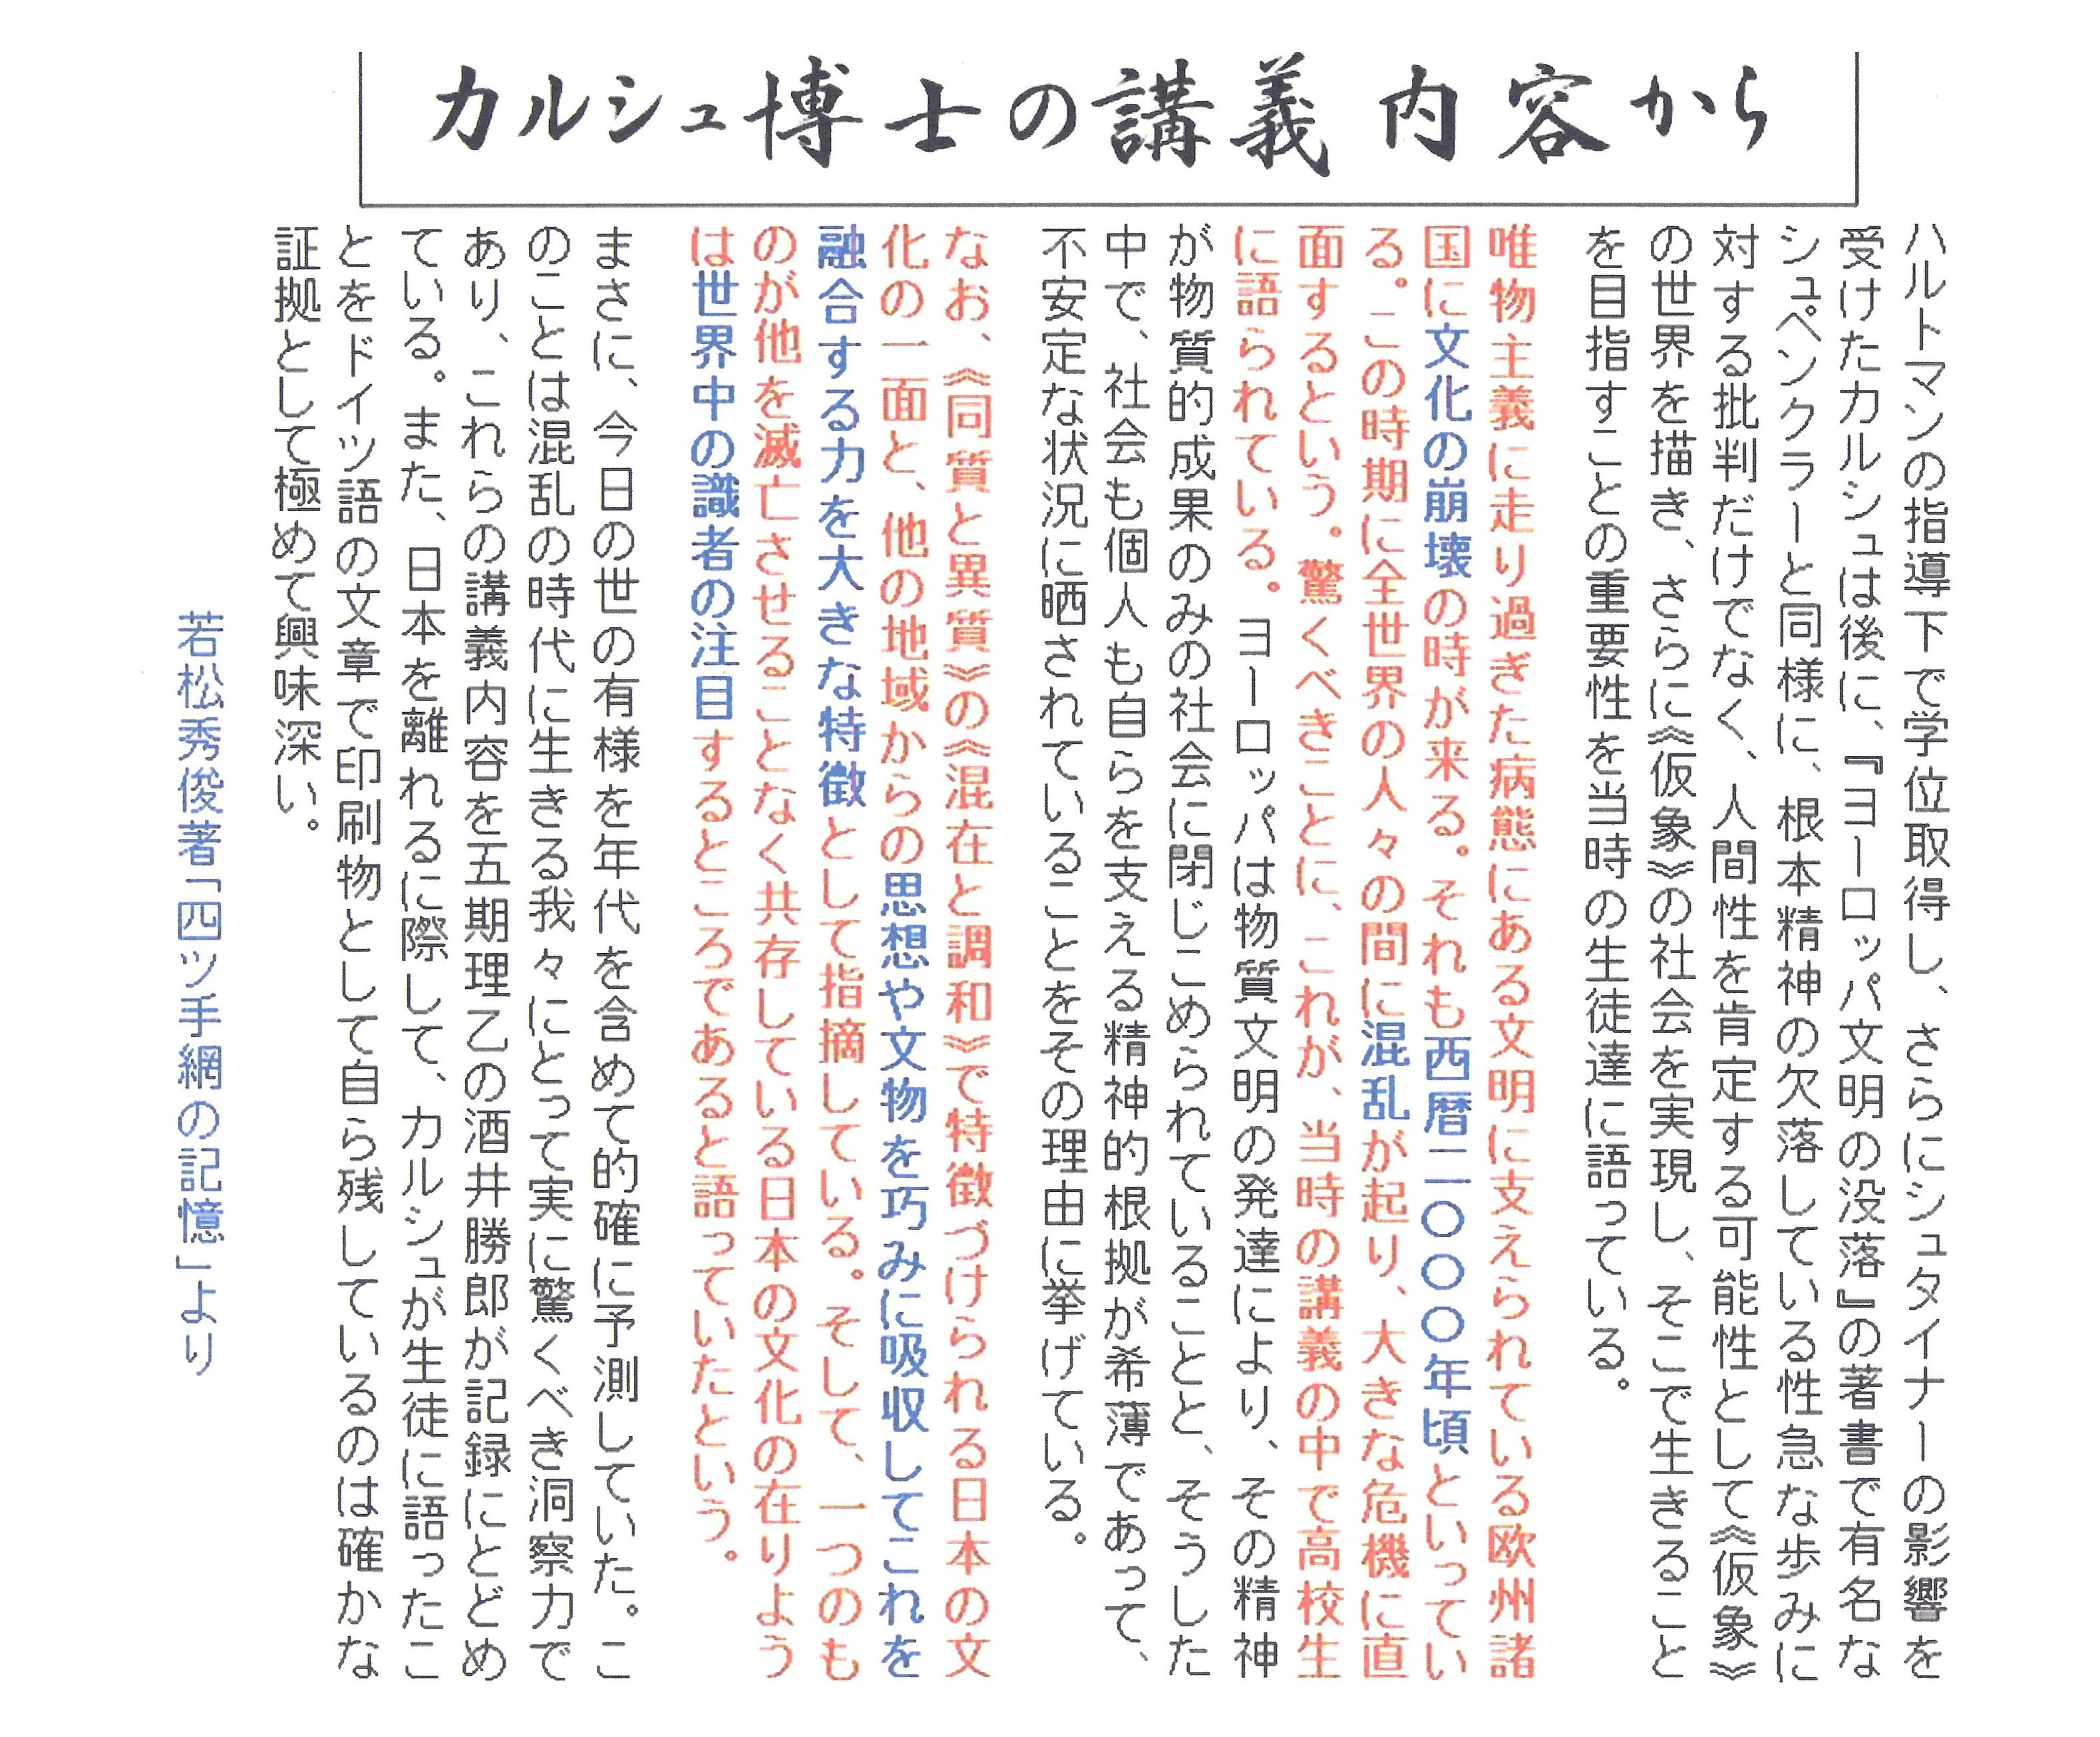 カルシュ博士の講義内容から
ハルトマンの指導下で学位取得し、さらにシュタイナーの影響を
受けたカルシュは後に、『ヨーロッパ文明の没落』の著書で有名な
シュペンクラーと同様に、根本精神の欠落している性急な歩みに
対する批判だけでなく、人間性を肯定する可能性として《仮象》
の世界を描き、さらに《仮象》の社会を実現し、そこで生きること
を目指すことの重要性を当時の生徒達に語っている。
唯物主義に走り過ぎた病態にある文明に支えられている欧州諸
国に文化の崩壊の時が来る。それも西暦二〇〇〇年頃といってい
る。この時期に全世界の人々の間に混乱が起り、大きな危機に直
面するという。驚くべきことに、これが、当時の講義の中で高校生
に語られている。ヨーロッパは物質文明の発達により、その精神
が物質的成果のみの社会に閉じこめられていることと、そうした
中で、社会も個人も自らを支える精神的根拠が希薄であって、
不安定な状況に晒されていることをその理由に挙げている。
なお、《同質と異質》の《混在と調和》で特徴づけられる日本の文
化の一面と、他の地域からの思想や文物を巧みに吸収してこれを
融合する力を大きな特徴として指摘している。そして、一つのも
のが他を滅亡させることなく共存している日本の文化の在りよう
は世界中の識者の注目するところであると語っていたという。
まさに、今日の世の有様を年代を含めて的確に予測していた。こ
のことは混乱の時代に生きる我々にとって実に驚くべき洞察力で
あり、これらの講義内容を五期理乙の酒井勝郎が記録にとどめ
ている。また、日本を離れるに際して、カルシュが生徒に語ったこ
とをドイツ語の文章で印刷物として自ら残しているのは確かな
証拠として極めて興味深い。
若松秀俊著「四ツ手網の記憶」より